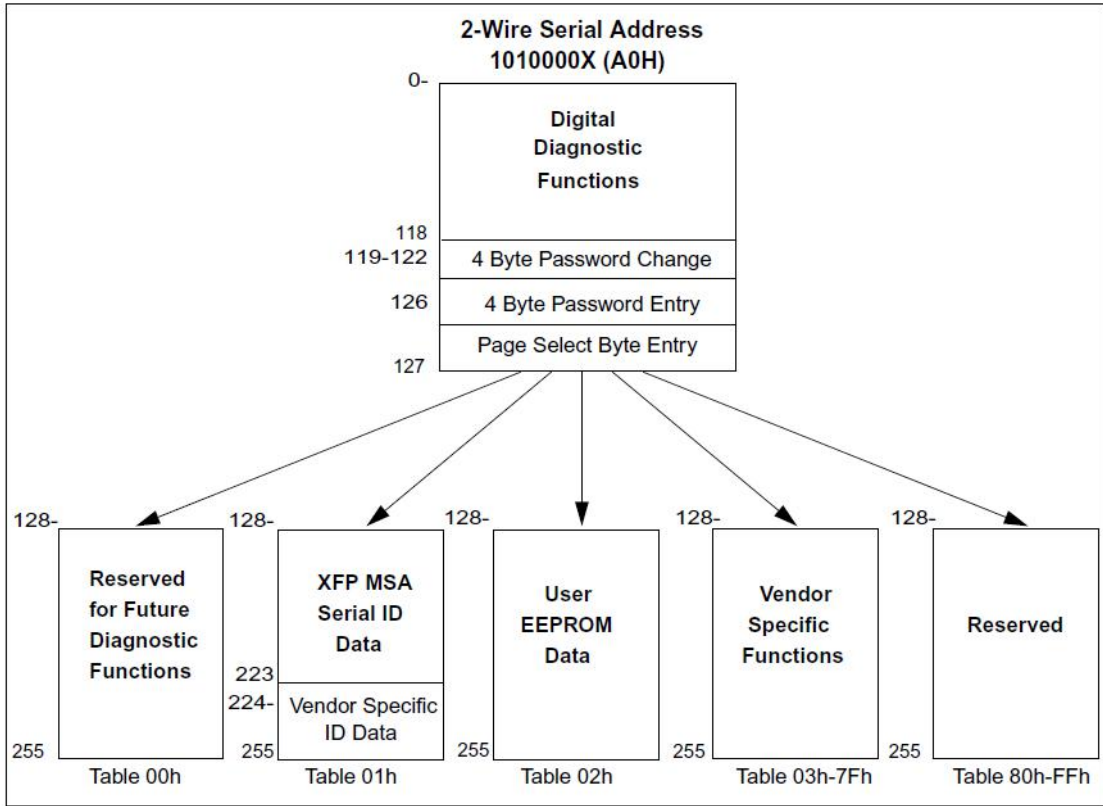 2-Wire Serial Address
1010000X (A0H)
0-
Digital
Diagnostic
Functions
118
119-122
4 Byte Password Change
126
4 Byte Password Entry
Page Select Byte Entry
127
128-
Reserved
for Future
Diagnostic
Functions
255
Table 00h
128-
XFP MSA
Serial ID
Data
223
224-
Vendor Specific
ID Data
255
Table 01h
128-
User
EEPROM
Data
255
Table 02h
128-
Vendor
Specific
Functions
255
Table 03h-7Fh
128-
Reserved
255
Table 80h-FFh